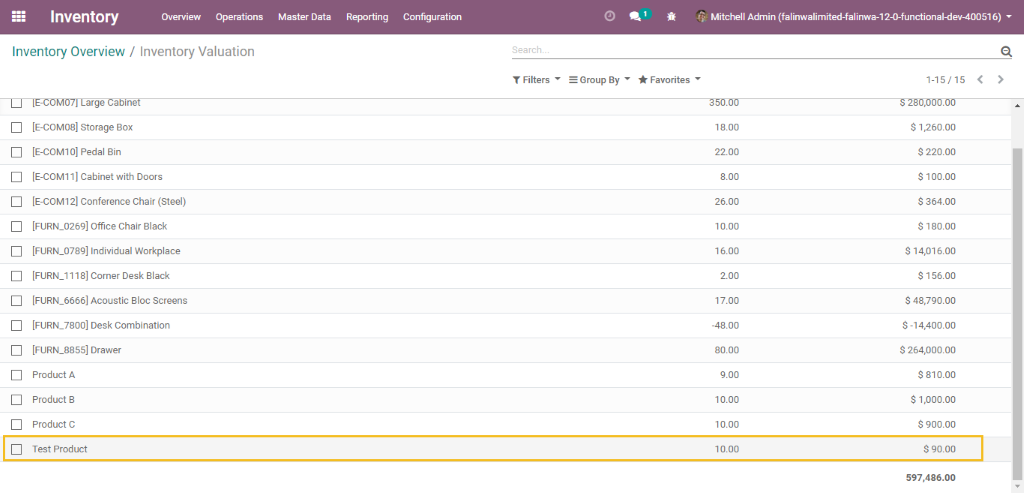 Inventory Overview Operations Master Data Reporting Configuration 1 Mitchell Admin (falinwalimited-falinwa-12-0-functional-dev-400516)
Inventory Overview / Inventory Valuation Search...
Filters Group By Favorites 1-15 / 15
[E-COM07] Large Cabinet 350.00 $ 280,000.00
[E-COM08] Storage Box 18.00 $ 1,260.00
[E-COM10] Pedal Bin 22.00 $ 220.00
[E-COM11] Cabinet with Doors 8.00 $ 100.00
[E-COM12] Conference Chair (Steel) 26.00 $ 364.00
[FURN_0269] Office Chair Black 10.00 $ 180.00
[FURN_0789] Individual Workplace 16.00 $ 14,016.00
[FURN_1118] Corner Desk Black 2.00 $ 156.00
[FURN_6666] Acoustic Bloc Screens 17.00 $ 48,790.00
[FURN_7800] Desk Combination -48.00 $ -14,400.00
[FURN_8855] Drawer 80.00 $ 264,000.00
Product A 9.00 $ 810.00
Product B 10.00 $ 1,000.00
Product C 10.00 $ 900.00
Test Product 10.00 $ 90.00
597,486.00